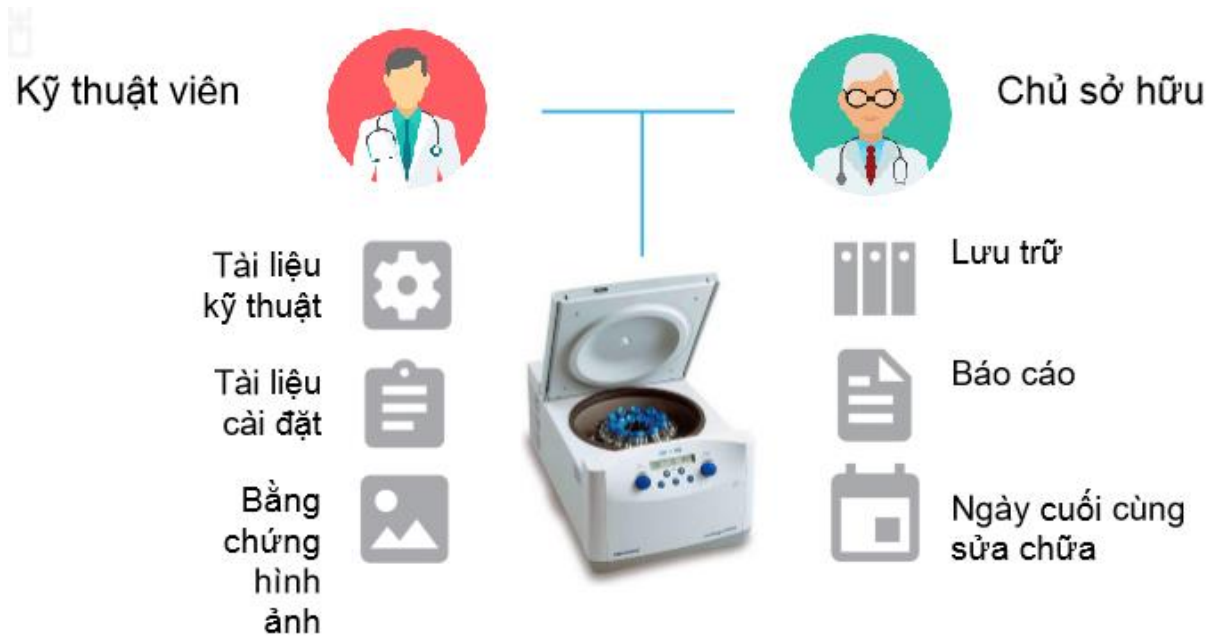 Kỹ thuật viên
Chủ sở hữu
Tài liệu
kỹ thuật
Tài liệu
cài đặt
Bằng
chứng
hình
ảnh
Lưu trữ
Báo cáo
Ngày cuối cùng
sửa chữa